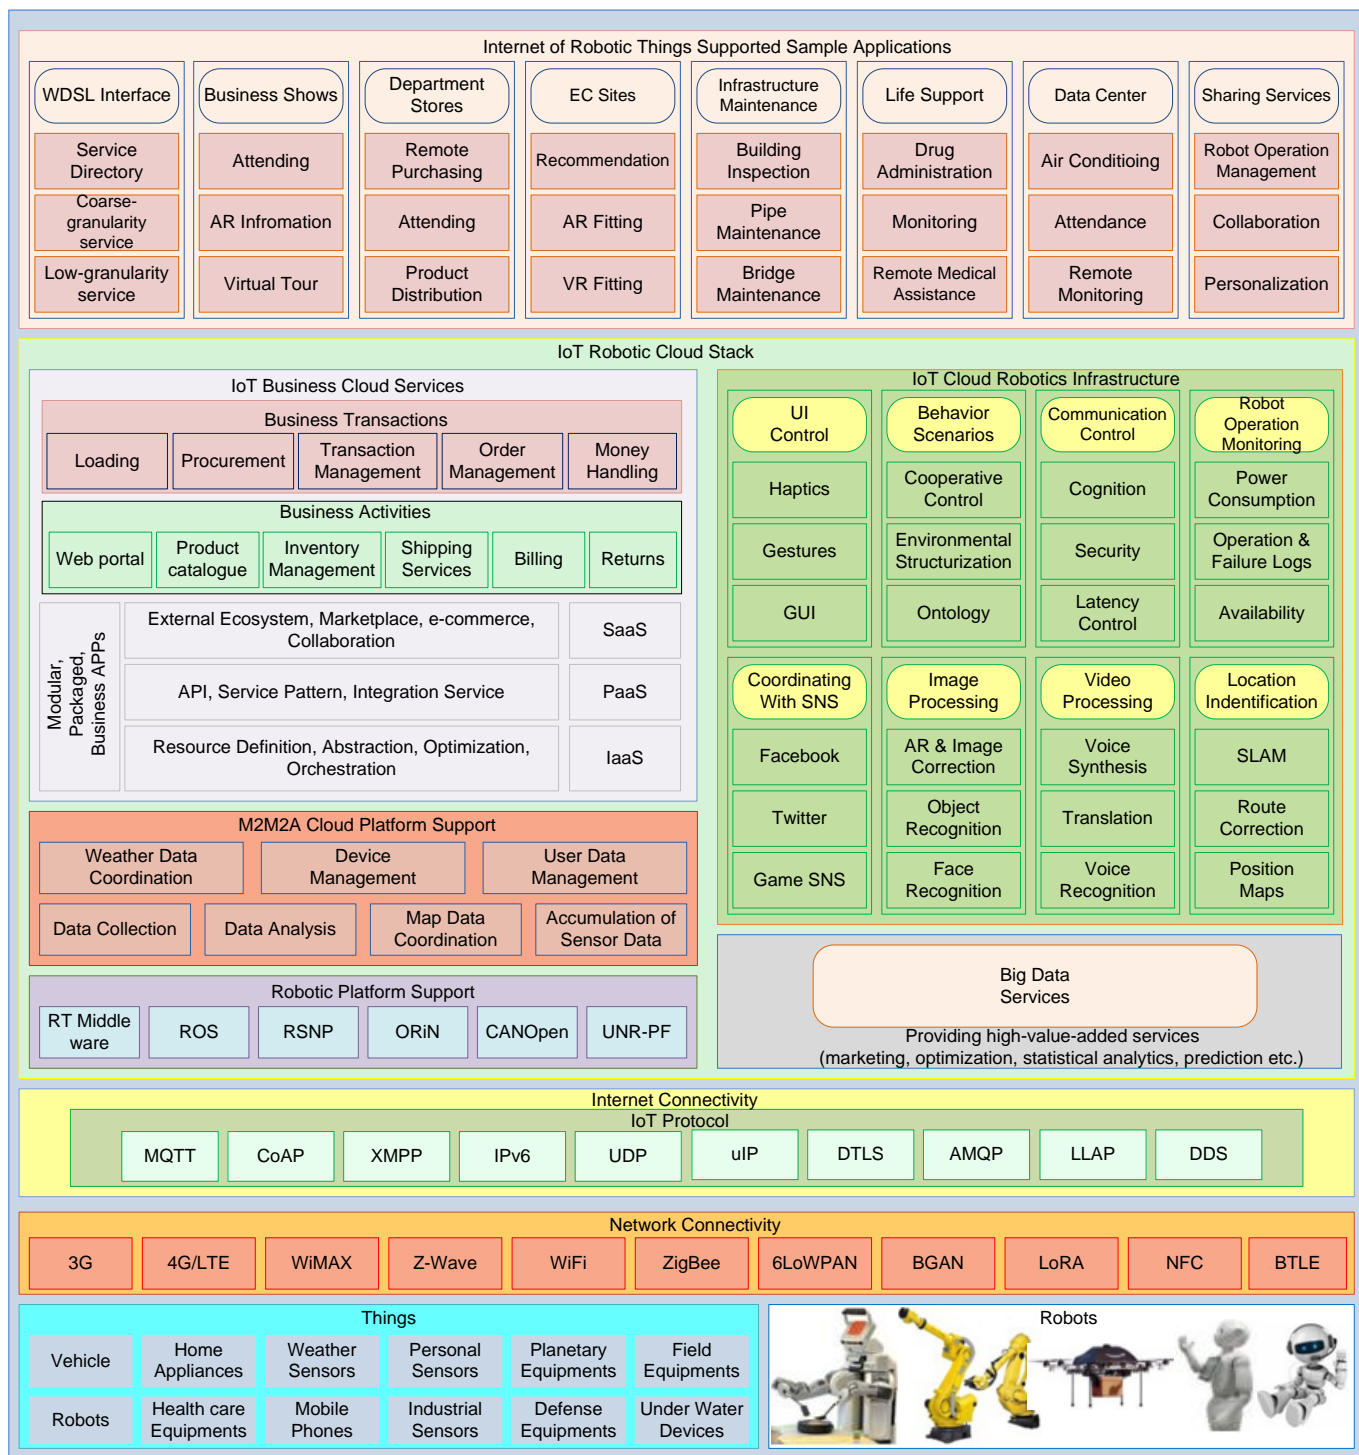 Internet of Robotic Things Supported Sample Applications
WDSL Interface
Service
Directory
Coarse-
granularity
service
Low-granularity
service
Business Shows
Attending
AR Infromation
Virtual Tour
Department
Stores
Remote
Purchasing
Attending
Product
Distribution
EC Sites
Recommendation
AR Fitting
VR Fitting
Infrastructure
Maintenance
Building
Inspection
Pipe
Maintenance
Bridge
Maintenance
Life Support
Drug
Administration
Monitoring
Remote Medical
Assistance
Data Center
Air Conditioing
Attendance
Remote
Monitoring
Sharing Services
Robot Operation
Management
Collaboration
Personalization
IoT Robotic Cloud Stack
IoT Business Cloud Services
Business Transactions
Loading
Procurement
Transaction
Management
Order
Management
Money
Handling
Business Activities
Web portal
Product
catalogue
Inventory
Management
Shipping
Services
Billing
Returns
Modular,
Packaged,
Business APPs
External Ecosystem, Marketplace, e-commerce,
Collaboration
SaaS
API, Service Pattern, Integration Service
PaaS
Resource Definition, Abstraction, Optimization,
Orchestration
IaaS
M2M2A Cloud Platform Support
Weather Data
Coordination
Device
Management
User Data
Management
Data Collection
Data Analysis
Map Data
Coordination
Accumulation of
Sensor Data
Robotic Platform Support
RT Middle
ware
ROS
RSNP
ORiN
CANOpen
UNR-PF
IoT Cloud Robotics Infrastructure
UI
Control
Haptics
Gestures
GUI
Behavior
Scenarios
Cooperative
Control
Environmental
Structurization
Ontology
Communication
Control
Cognition
Security
Latency
Control
Robot
Operation
Monitoring
Power
Consumption
Operation &
Failure Logs
Availability
Coordinating
With SNS
Facebook
Twitter
Game SNS
Image
Processing
AR & Image
Correction
Object
Recognition
Face
Recognition
Video
Processing
Voice
Synthesis
Translation
Voice
Recognition
Location
Indentification
SLAM
Route
Correction
Position
Maps
Big Data
Services
Providing high-value-added services
(marketing, optimization, statistical analytics, prediction etc.)
Internet Connectivity
IoT Protocol
MQTT
CoAP
XMPP
IPv6
UDP
uIP
DTLS
AMQP
LLAP
DDS
Network Connectivity
3G
4G/LTE
WiMAX
Z-Wave
WiFi
ZigBee
6LoWPAN
BGAN
LoRA
NFC
BTLE
Things
Vehicle
Home
Appliances
Weather
Sensors
Personal
Sensors
Planetary
Equipments
Field
Equipments
Robots
Health care
Equipments
Mobile
Phones
Industrial
Sensors
Defense
Equipments
Under Water
Devices
Robots